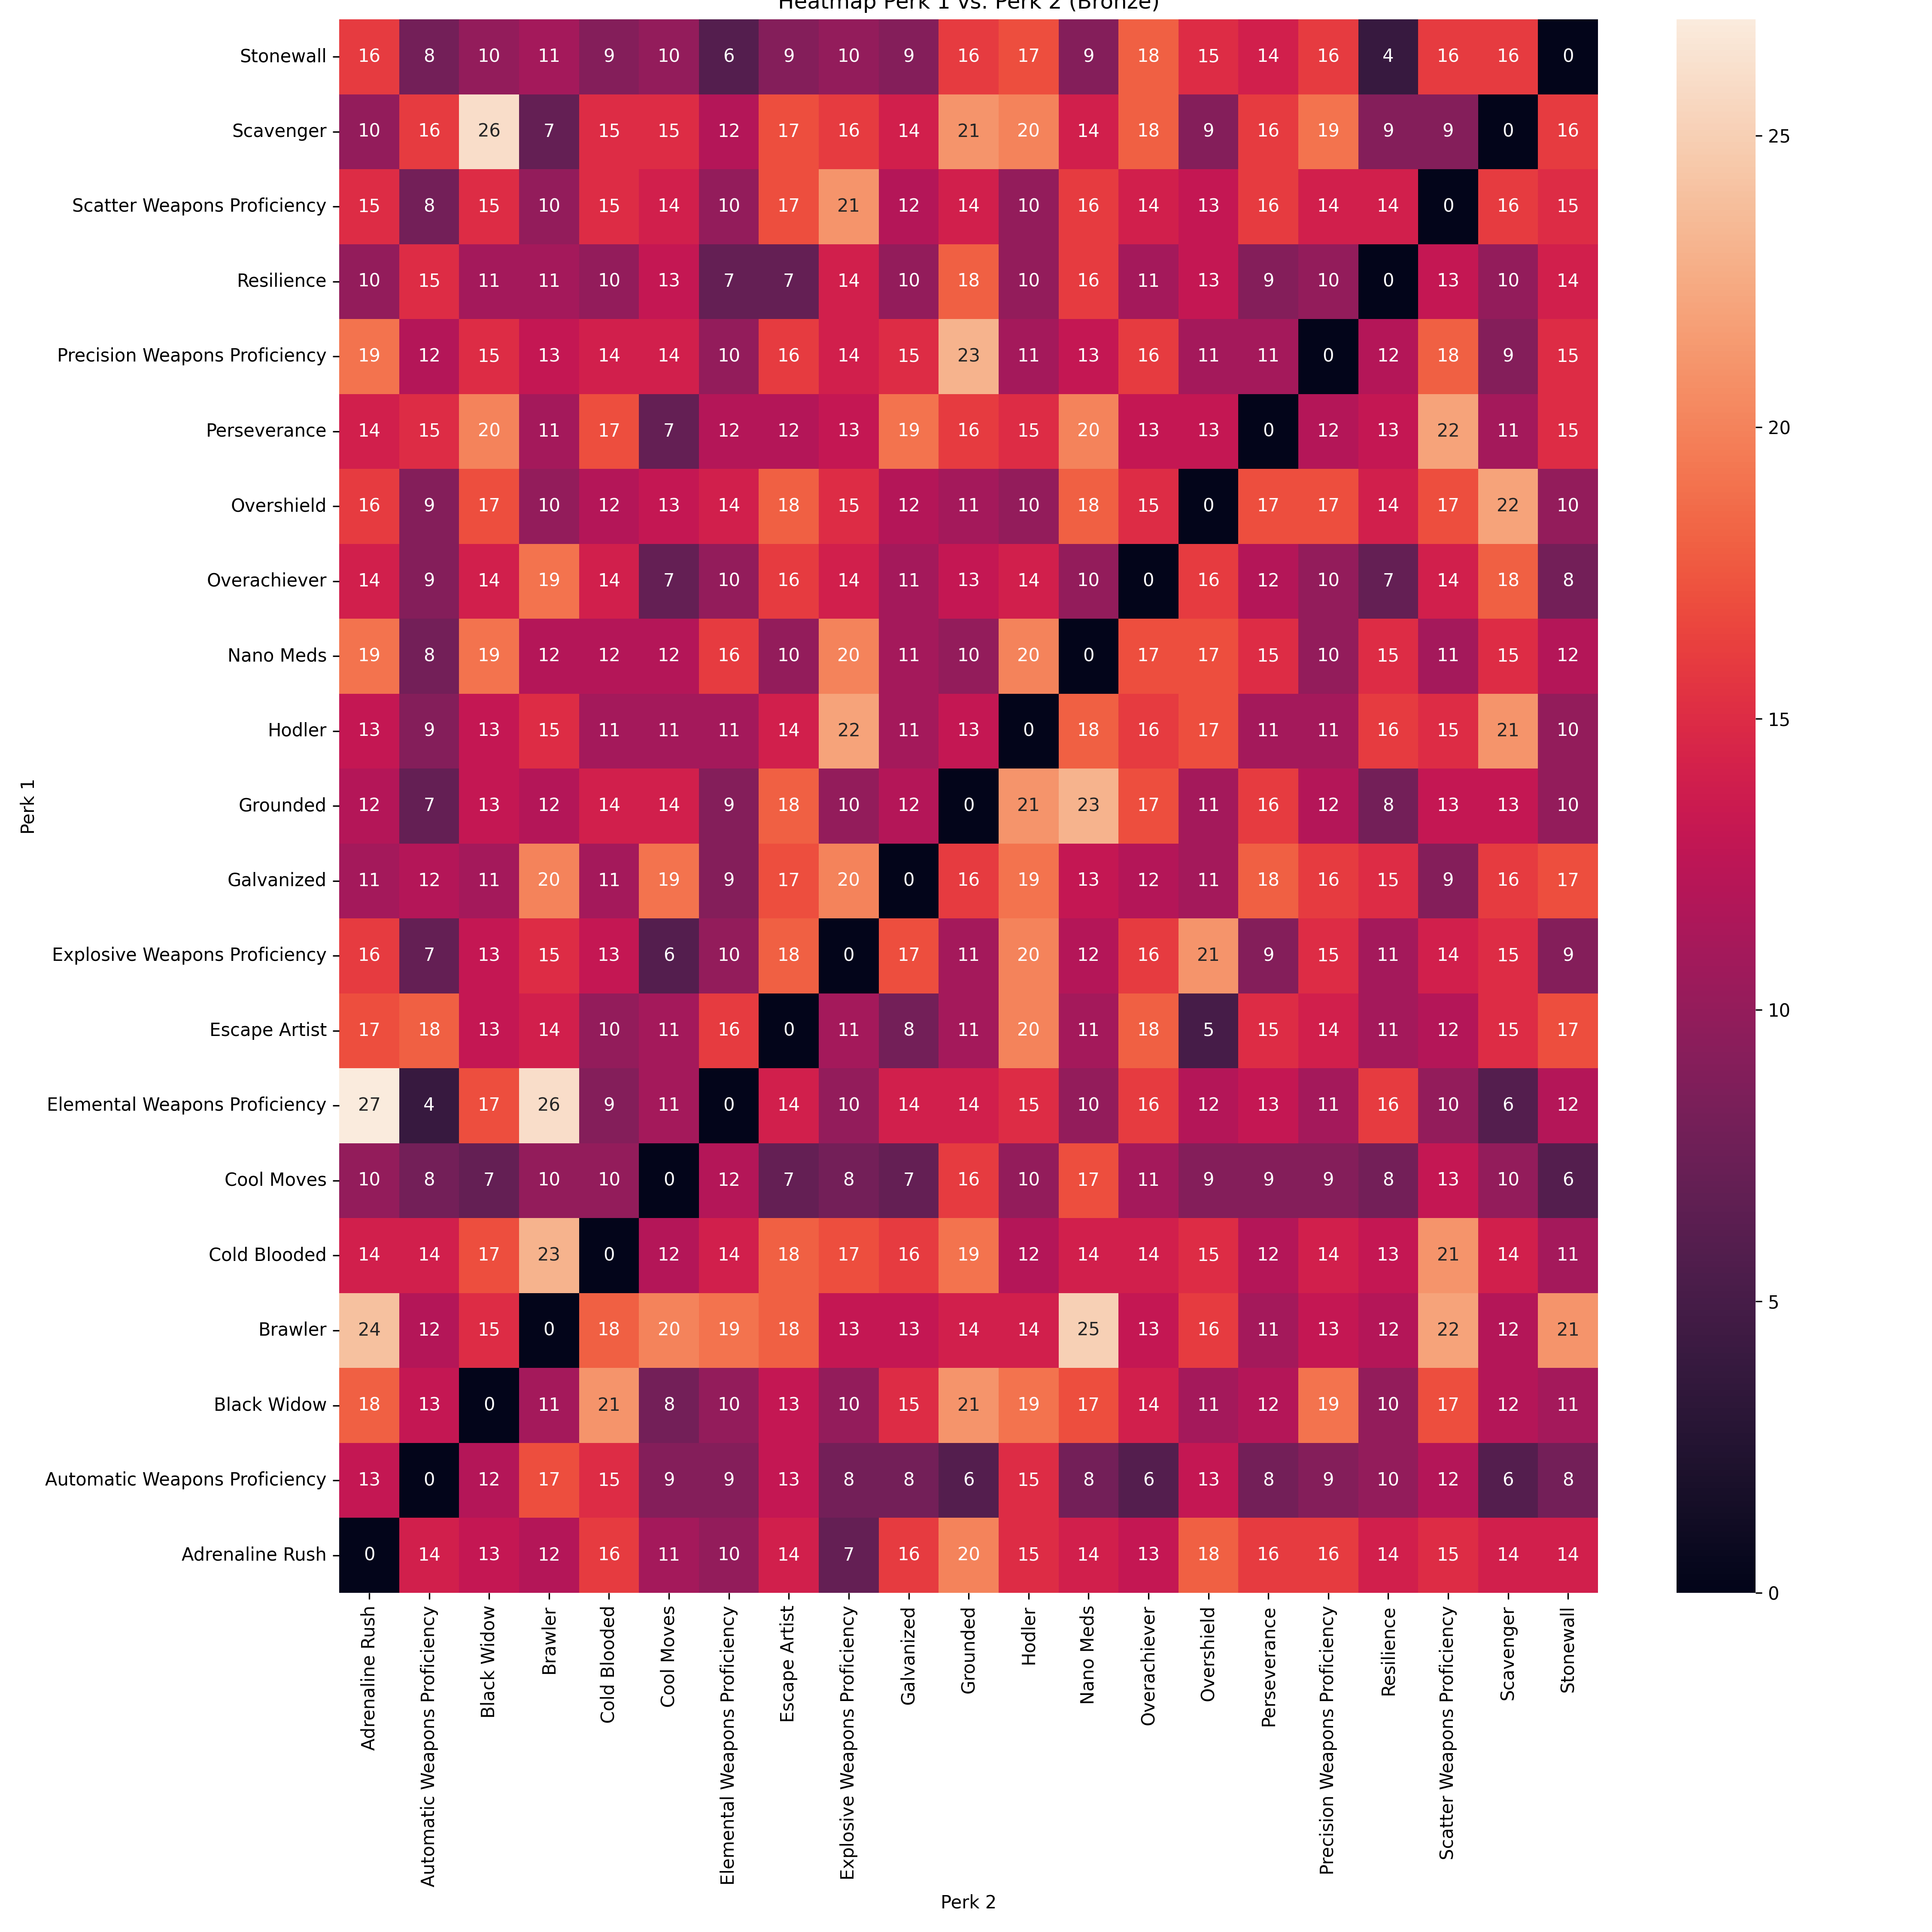 Heatmap Perk 1 vs. Perk 2 (Bronze)
Stonewall 16 8 10 11 9 10 6 9 10 9 16 17 9 18 15 14 16 4 16 16 0
Scavenger 10 16 26 7 15 15 12 17 16 14 21 20 14 18 9 16 19 9 9 0 16
25
Scatter Weapons Proficiency 15 8 15 10 15 14 10 17 21 12 14 10 16 14 13 16 14 14 0 16 15
Resilience 10 15 11 11 10 13 7 7 14 10 18 10 16 11 13 9 10 0 13 10 14
Precision Weapons Proficiency 19 12 15 13 14 14 10 16 14 15 23 11 13 16 11 11 0 12 18 9 15
Perseverance 14 15 20 11 17 7 12 12 13 19 16 15 20 13 13 0 12 13 22 11 15
20
Overshield 16 9 17 10 12 13 14 18 15 12 11 10 18 15 0 17 17 14 17 22 10
Overachiever 14 9 14 19 14 7 10 16 14 11 13 14 10 0 16 12 10 7 14 18 8
Nano Meds 19 8 19 12 12 12 16 10 20 11 10 20 0 17 17 15 10 15 11 15 12
15
Hodler 13 9 13 15 11 11 11 14 22 11 13 0 18 16 17 11 11 16 15 21 10
Perk 1
Grounded 12 7 13 12 14 14 9 18 10 12 0 21 23 17 11 16 12 8 13 13 10
Galvanized 11 12 11 20 11 19 9 17 20 0 16 19 13 12 11 18 16 15 9 16 17
Explosive Weapons Proficiency 16 7 13 15 13 6 10 18 0 17 11 20 12 16 21 9 15 11 14 15 9
10
Escape Artist 17 18 13 14 10 11 16 0 11 8 11 20 11 18 5 15 14 11 12 15 17
Elemental Weapons Proficiency 27 4 17 26 9 11 0 14 10 14 14 15 10 16 12 13 11 16 10 6 12
Cool Moves 10 8 7 10 10 0 12 7 8 7 16 10 17 11 9 9 9 8 13 10 6
Cold Blooded 14 14 17 23 0 12 14 18 17 16 19 12 14 14 15 12 14 13 21 14 11
5
Brawler 24 12 15 0 18 20 19 18 13 13 14 14 25 13 16 11 13 12 22 12 21
Black Widow 18 13 0 11 21 8 10 13 10 15 21 19 17 14 11 12 19 10 17 12 11
Automatic Weapons Proficiency 13 0 12 17 15 9 9 13 8 8 6 15 8 6 13 8 9 10 12 6 8
Adrenaline Rush 0 14 13 12 16 11 10 14 7 16 20 15 14 13 18 16 16 14 15 14 14
0
Adrenaline Rush
Automatic Weapons Proficiency
Black Widow
Brawler
Cold Blooded
Cool Moves
Elemental Weapons Proficiency
Escape Artist
Explosive Weapons Proficiency
Galvanized
Grounded
Hodler
Nano Meds
Overachiever
Overshield
Perseverance
Precision Weapons Proficiency
Resilience
Scatter Weapons Proficiency
Scavenger
Stonewall
Perk 2